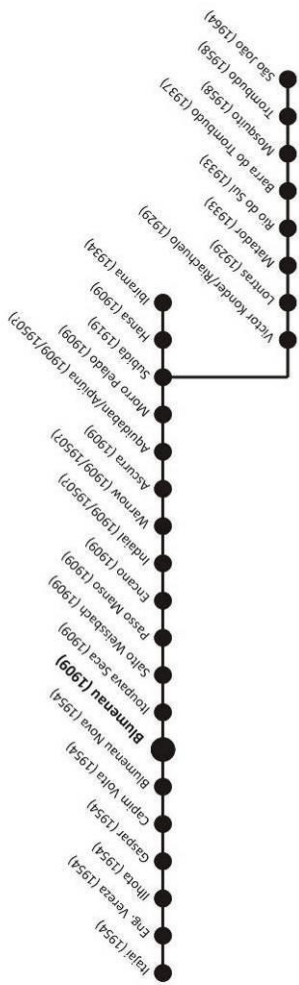 São João (1964)
Trombudo (1958)
Mosquito (1958)
Barra do Trombudo (1937)
Rio do Sul (1933)
Matador (1933)
Lontras (1929)
Victor Konder/Riachuelo (1929)
Ibirama (1934)
Hansa (1909)
Subida (1919)
Morro Pelado (1909)
Aquidaban/Apiúna (1909/1950?)
Ascurra (1909)
Warnow (1909/1950?)
Indaial (1909/1950?)
Encano (1909)
Passo Manso (1909)
Salto Weissbach (1909)
Itoupava Seca (1909)
Blumenau (1909)
Blumenau Nova (1954)
Capim Volta (1954)
Gaspar (1954)
Ilhota (1954)
Eng. Vereza (1954)
Itajaí (1954)